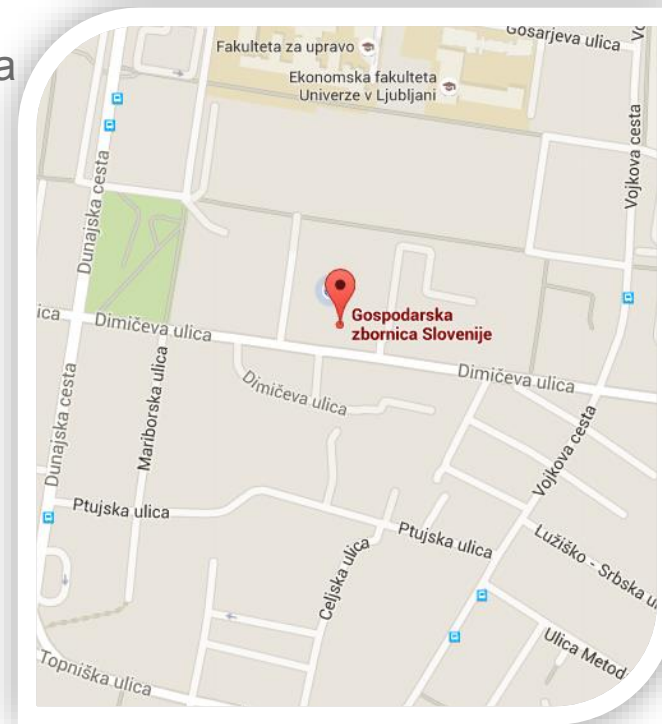 a
Fakulteta za upravo
Gosarjeva ulica
Ekonomska fakulteta
Univerze v Ljubljani
Vojkova cesta
Dunajska cesta
Gospodarska
zbornica Slovenije
ica
Dimičeva ulica
Dimičeva ulica
Dimičeva ulica
Mariborska ulica
Dunajska cesta
Vojkova cesta
Ptujska ulica
Ptujska ulica
Celjska ulica
Lužiško - Srbska u
Ulica Metod
Topniška ulica